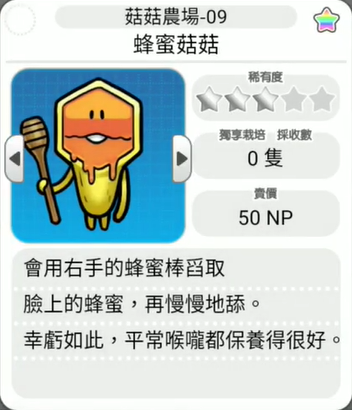 菇菇農場-09
蜂蜜菇菇
稀有度
獨享栽培 採收數
0 隻
賣價
50 NP
會用右手的蜂蜜棒舀取
臉上的蜂蜜，再慢慢地舔。
幸虧如此，平常喉嚨都保養得很好。